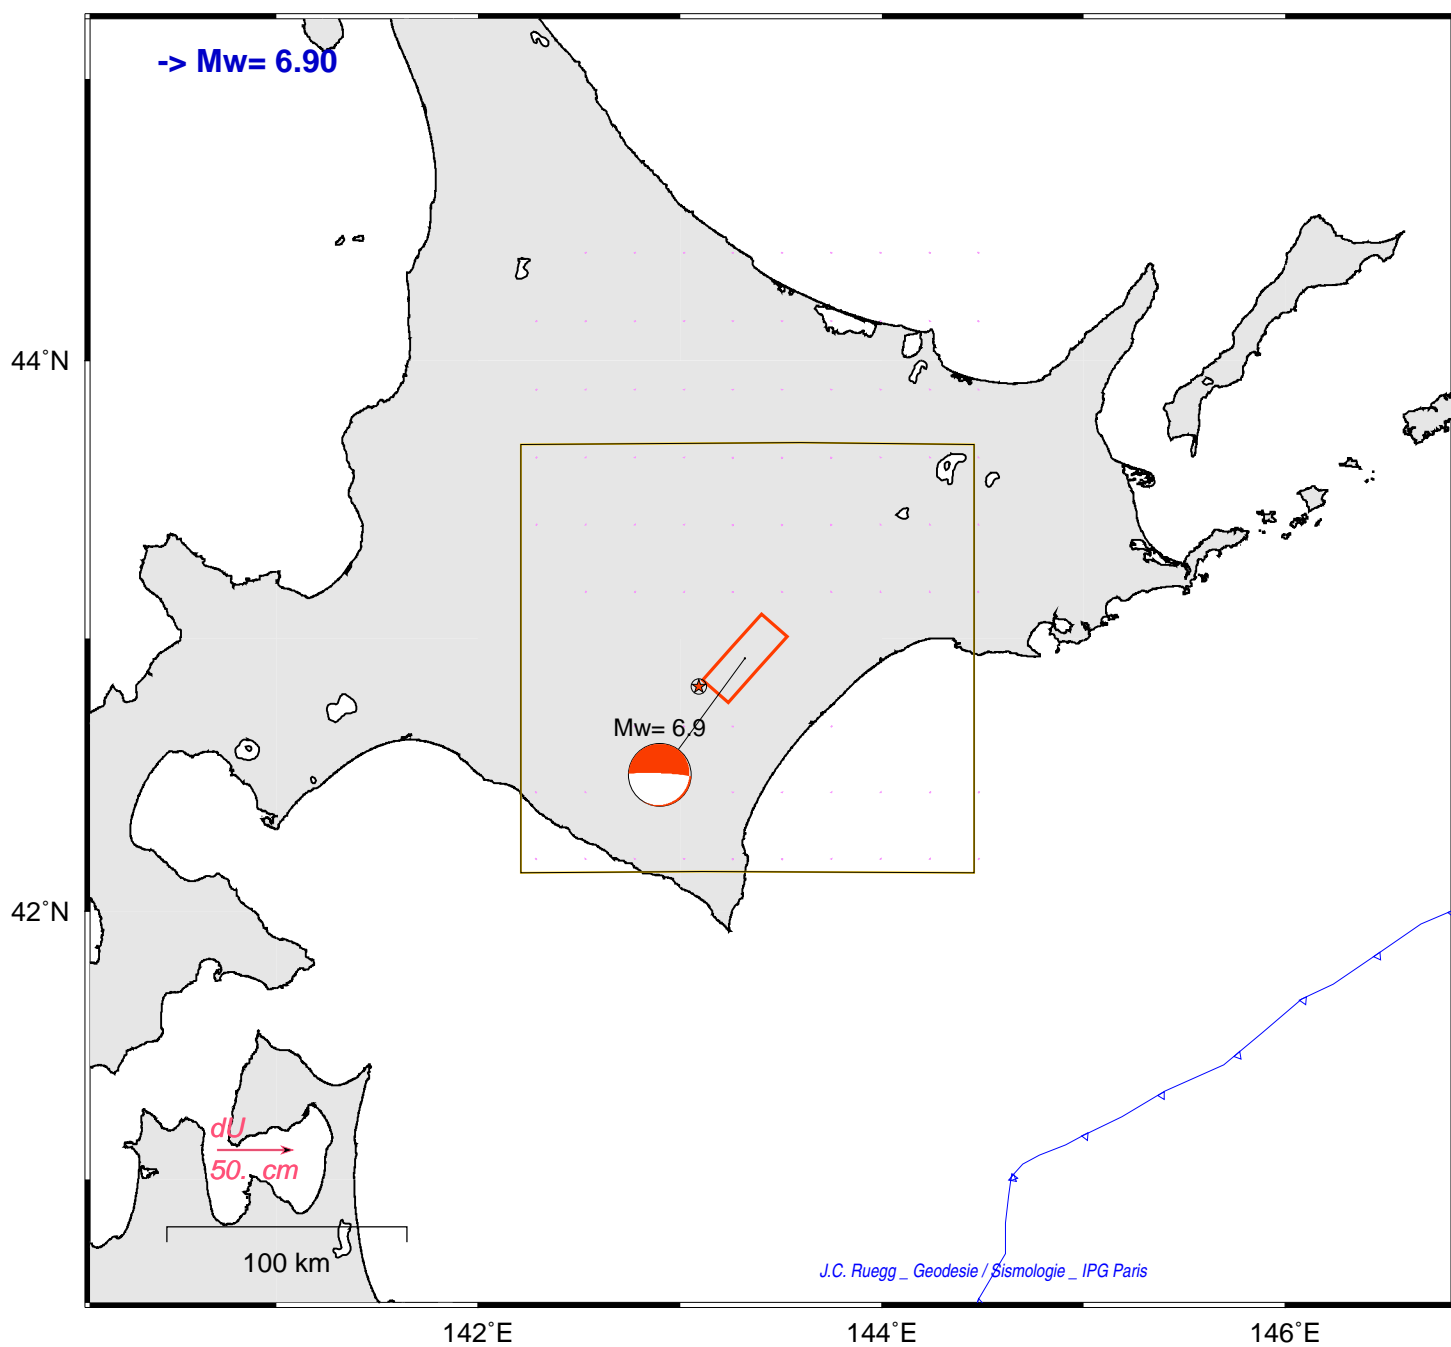 -> Mw= 6.90
44°N
Mw= 6.9
42°N
dU
50. cm
100 km
J.C. Ruegg _ Geodesie / Sismologie _ IPG Paris
142°E
144°E
146°E